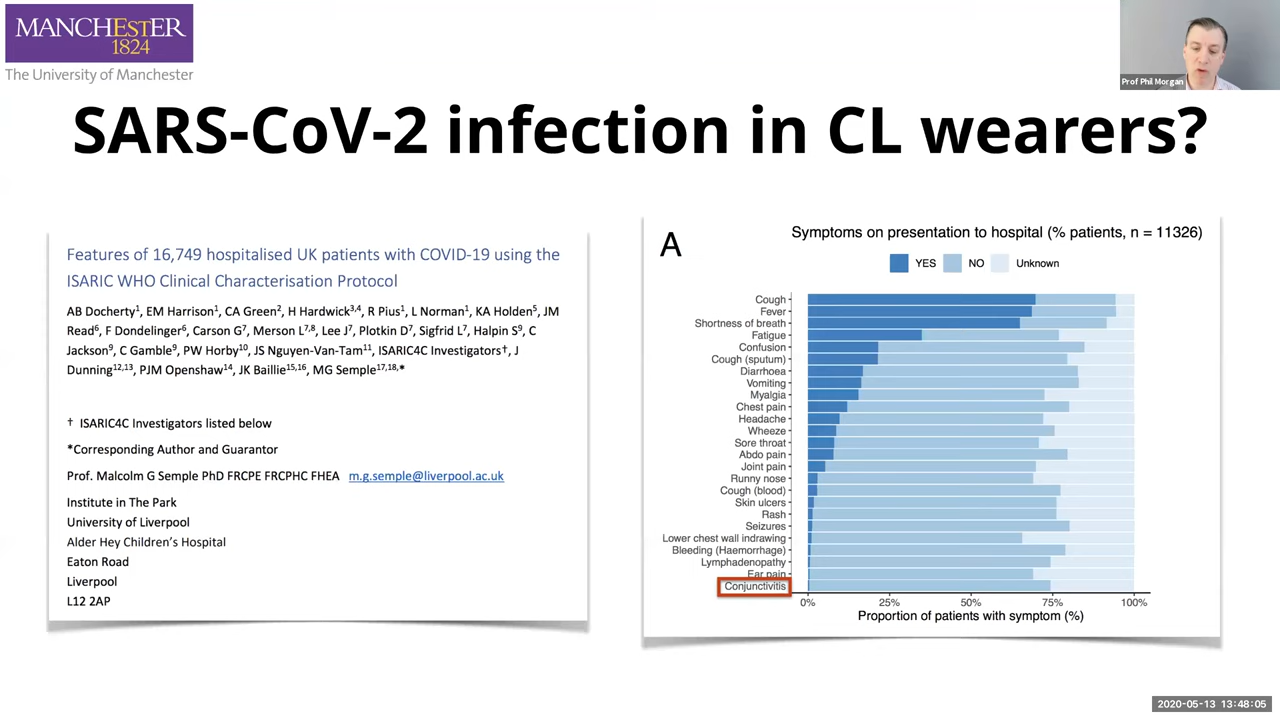 MANCHESTER
1824
The University of Manchester
Prof Phil Morgan
SARS-CoV-2 infection in CL wearers?
Features of 16,749 hospitalised UK patients with COVID-19 using the
ISARIC WHO Clinical Characterisation Protocol
AB Docherty1, EM Harrison1, CA Green2, H Hardwick3,4, R Pius1, L Norman1, KA Holden5, JM
Read6, F Dondelinger6, Carson G7, Merson L7,8, Lee J7, Plotkin D7, Sigfrid L7, Halpin S9, C
Jackson9, C Gamble9, PW Horby10, JS Nguyen-Van-Tam11, ISARIC4C Investigators†, J
Dunning12,13, PJM Openshaw14, JK Baillie15,16, MG Semple17,18,*
† ISARIC4C Investigators listed below
*Corresponding Author and Guarantor
Prof. Malcolm G Semple PhD FRCPE FRCPHC FHEA m.g.semple@liverpool.ac.uk
Institute in The Park
University of Liverpool
Alder Hey Children's Hospital
Eaton Road
Liverpool
L12 2AP
A
Symptoms on presentation to hospital (% patients, n = 11326)
YES NO Unknown
Cough
Fever
Shortness of breath
Fatigue
Confusion
Cough (sputum)
Diarrhoea
Vomiting
Myalgia
Chest pain
Headache
Wheeze
Sore throat
Abdo pain
Joint pain
Runny nose
Cough (blood)
Skin ulcers
Rash
Seizures
Lower chest wall indrawing
Bleeding (Haemorrhage)
Lymphadenopathy
Ear pain
Conjunctivitis
0% 25% 50% 75% 100%
Proportion of patients with symptom (%)
2020-05-13 13:48:05